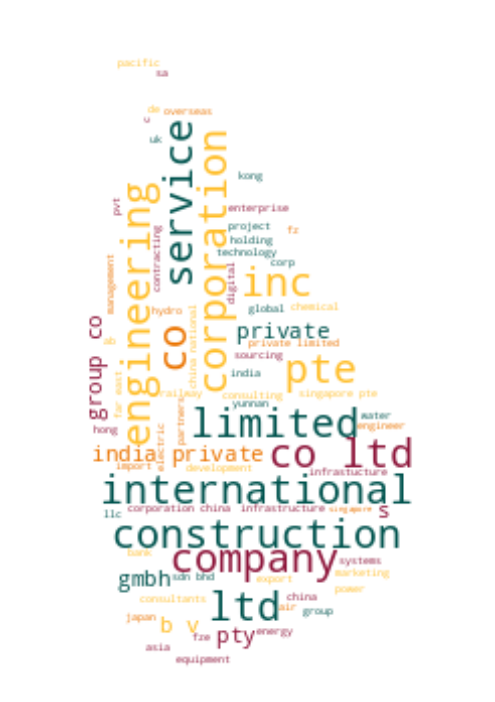 pacific
sa
de overseas
u
service
corporation
uk
kong
engineering
pvt
enterprise
contracting
project
fz
holding
technology
management
corp
digital
inc
hydro
global chemical
china national
group co
co
private
ab
private limited
sourcing
pte
far east
india
railway
consulting
singapore pte
partners
yunnan
limited
water
engineer
hong
electric
india private
co ltd
import
development
infrastucture
international
llc
corporation china
infrastructure
singapore
s
construction
bank
company
systems
gmbh
sdn bhd
export
marketing
power
consultants
ltd
china
air
group
japan
b v
fze
pty
energy
asia
equipment